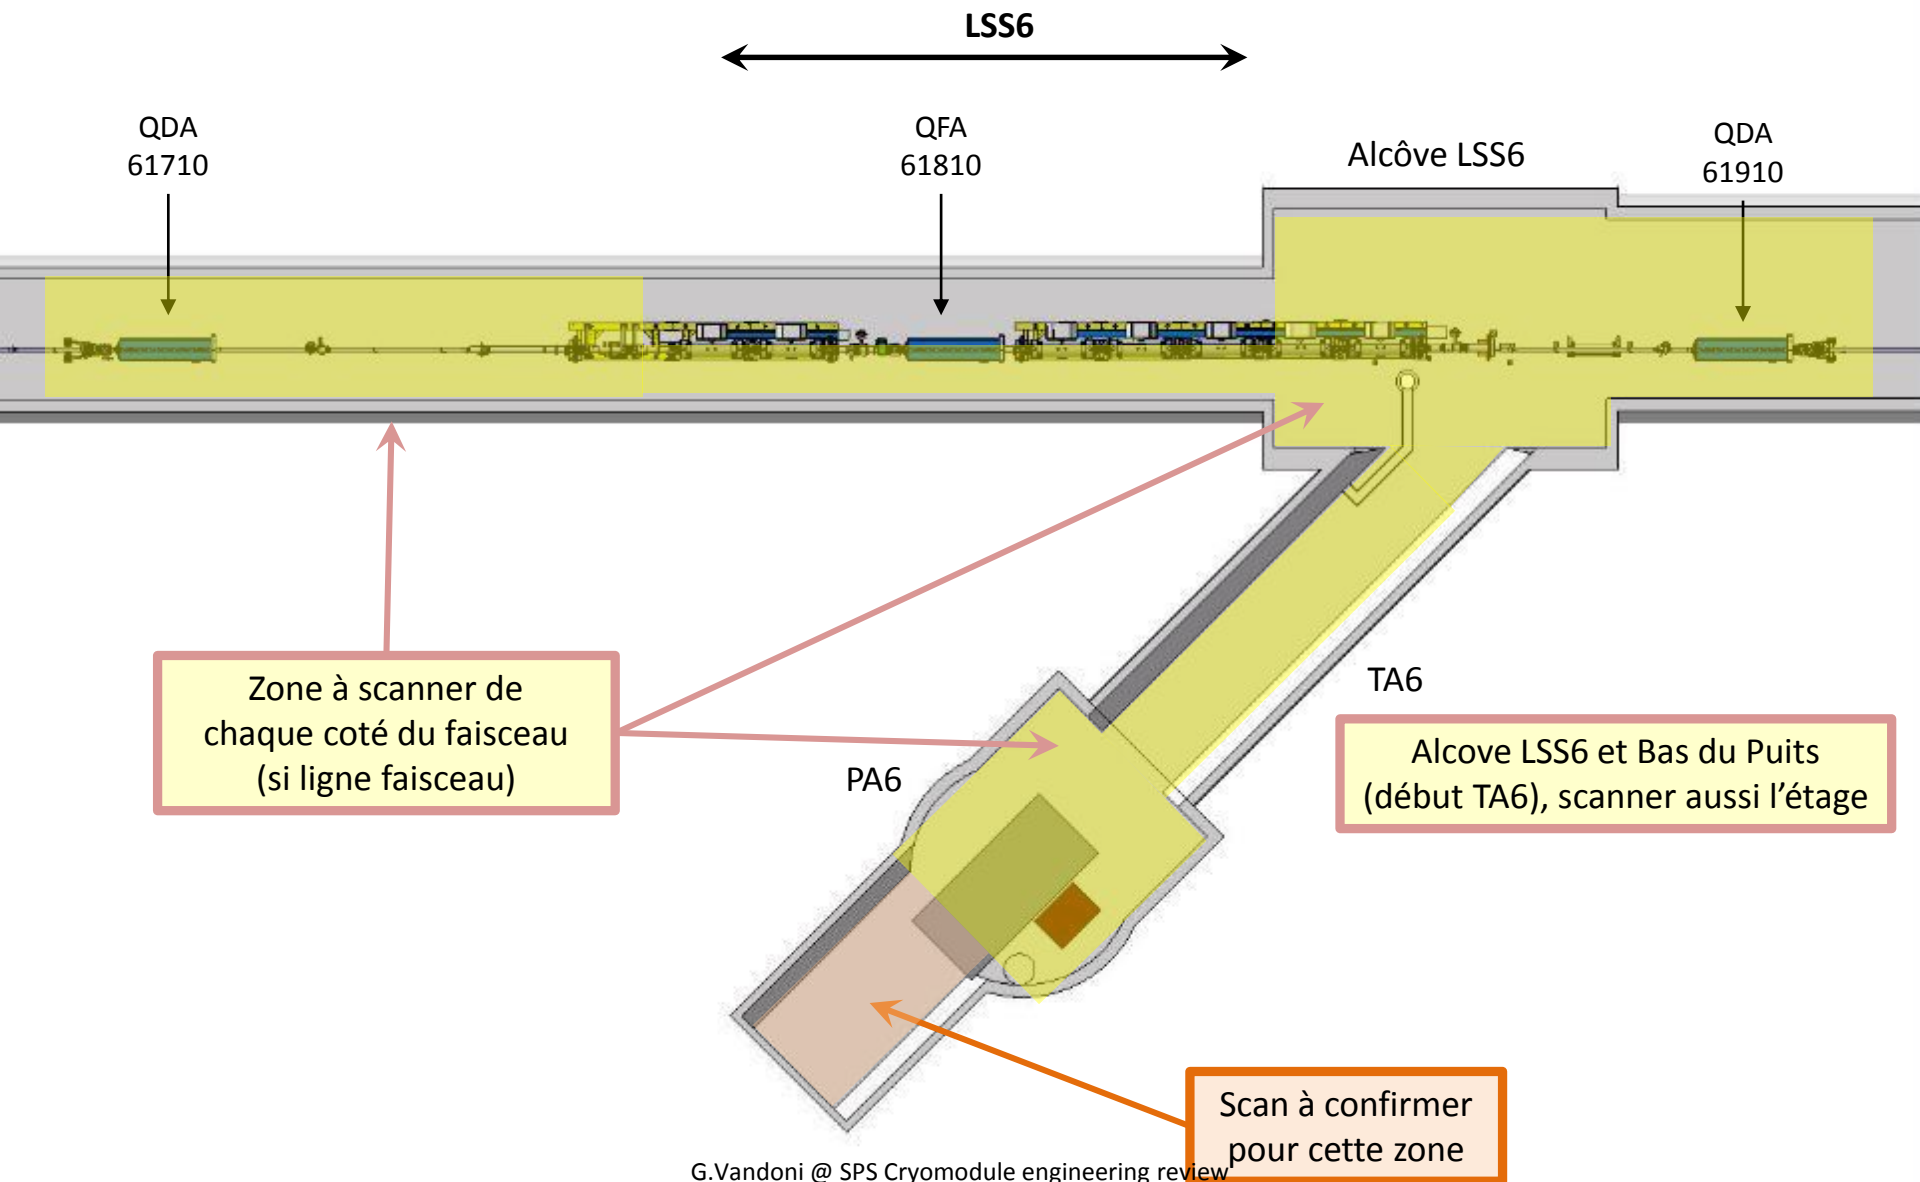 LSS6
QDA
61710
QFA
61810
Alcôve LSS6
QDA
61910
Zone à scanner de
chaque coté du faisceau
(si ligne faisceau)
TA6
Alcove LSS6 et Bas du Puits
(début TA6), scanner aussi l’étage
PA6
Scan à confirmer
pour cette zone
G.Vandoni @ SPS Cryomodule engineering review